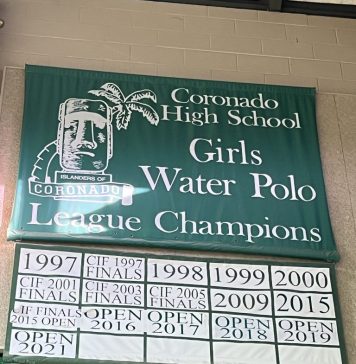 Coronado
High School
Girls
Water Polo
League Champions
ISLANDERS OF
CORONADO
1997
CIF 1997
FINALS
1998
1999
2000
CIF 2001
FINALS
CIF 2003
FINALS
CIF 2005
FINALS
2009
2015
CIF FINALS
2015 OPEN
OPEN
2016
OPEN
2017
OPEN
2018
OPEN
2019
OPEN
2021